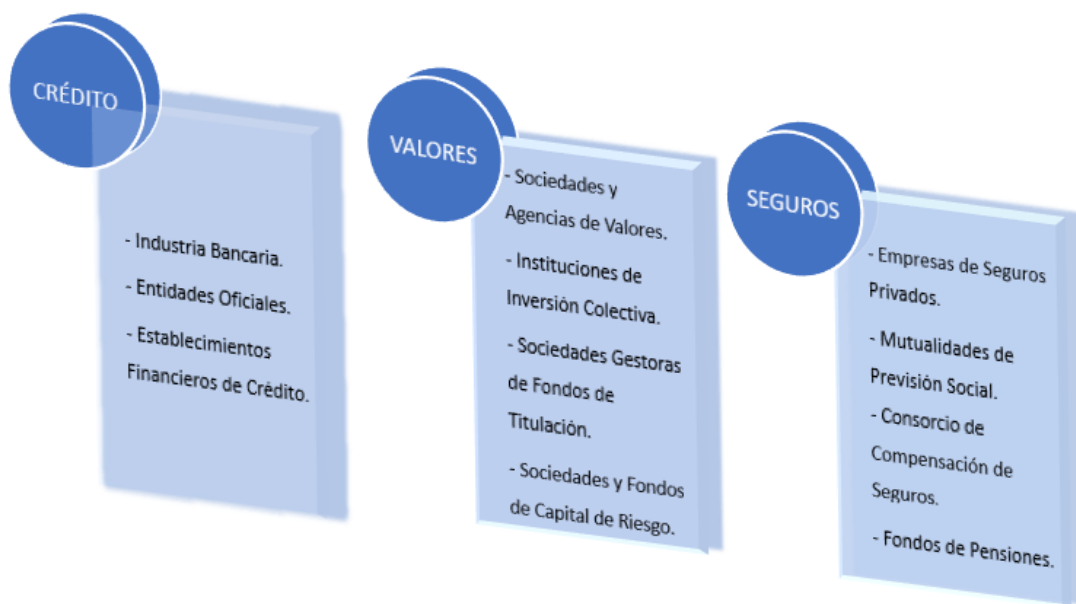 CRÉDITO
- Industria Bancaria.
- Entidades Oficiales.
- Establecimientos
Financieros de Crédito.
VALORES
- Sociedades y
Agencias de Valores.
- Instituciones de
Inversión Colectiva.
- Sociedades Gestoras
de Fondos de
Titulación.
- Sociedades y Fondos
de Capital de Riesgo.
SEGUROS
- Empresas de Seguros
Privados.
- Mutualidades de
Previsión Social.
- Consorcio de
Compensación de
Seguros.
- Fondos de Pensiones.